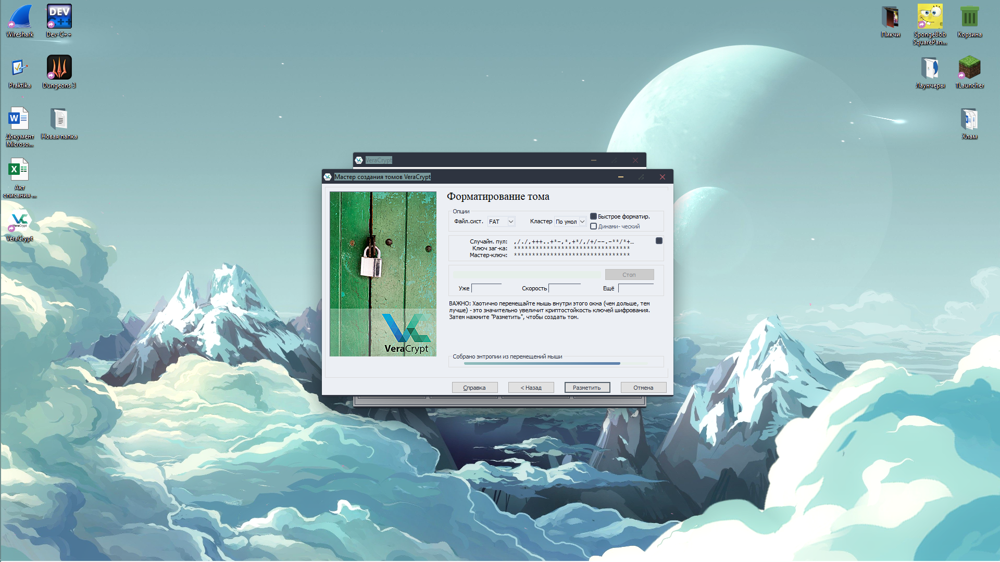 Wireshark
DEV
C++
Dev-C++
Praktika
Dungeons 3
W
Документ
Microso...
Новая папка
X
Акт
списания ...
VeraCrypt
VeraCrypt
Пикчи
SpongeBob
SquarePan...
Корзина
Лаунчеры
TLauncher
Хлам
VeraCrypt
Мастер создания томов VeraCrypt
Форматирование тома
Опции
Файл.сист. FAT Кластер По умол Быстрое форматир.
Динами- ческий
Случайн. пул: ,/./,+++..+*-,*,+*/,/+/--.-**/*+...
Ключ заг-ка: ********************************
Мастер-ключ: ********************************
Стоп
Уже Скорость Ещё
ВАЖНО: Хаотично перемещайте мышь внутри этого окна (чем дольше, тем
лучше) - это значительно увеличит криптостойкость ключей шифрования.
Затем нажмите "Разметить", чтобы создать том.
VeraCrypt
Собрано энтропии из перемещений мыши
Справка < Назад Разметить Отмена